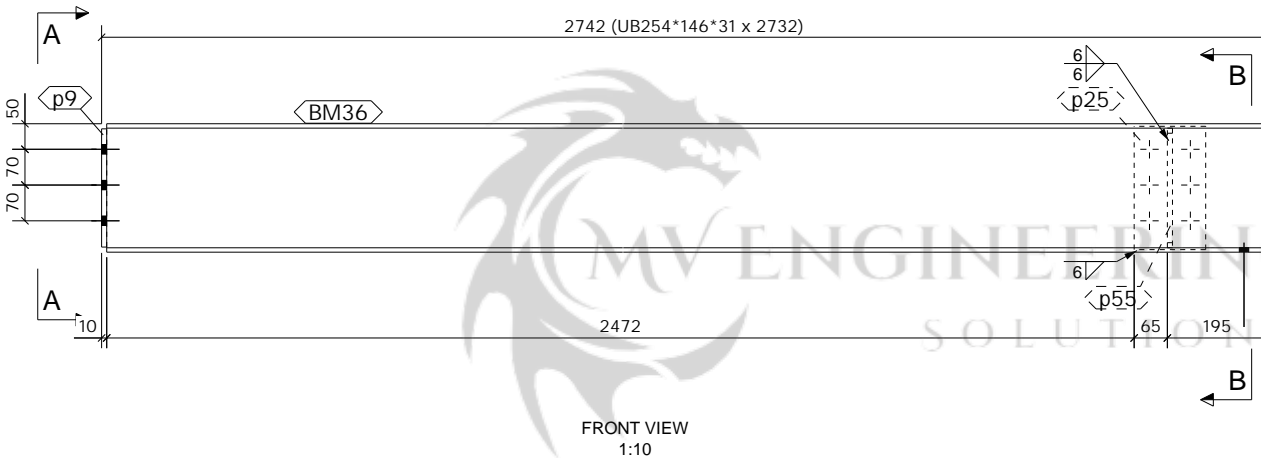 A
2742 (UB254*146*31 x 2732)
6
6
B
p9
p25
50
BM36
70
70
MV ENGINEERIN
6
p55
A
10
2472
65
195
SOLUTION
B
FRONT VIEW
1:10